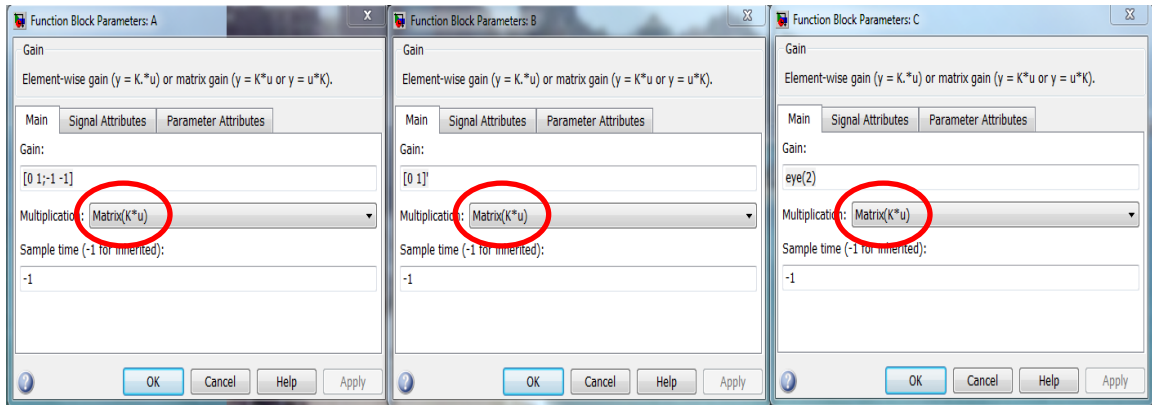 Function Block Parameters: A
X
Gain
Element-wise gain (y = K.*u) or matrix gain (y = K*u or y = u*K).
Main Signal Attributes Parameter Attributes
Gain:
[0 1;-1 -1]
Multiplication: Matrix(K*u)
Sample time (-1 for inherited):
-1
OK Cancel Help Apply
Function Block Parameters: B
Gain
Element-wise gain (y = K.*u) or matrix gain (y = K*u or y = u*K).
Main Signal Attributes Parameter Attributes
Gain:
[0 1]'
Multiplication: Matrix(K*u)
Sample time (-1 for inherited):
-1
OK Cancel Help Apply
Function Block Parameters: C
Gain
Element-wise gain (y = K.*u) or matrix gain (y = K*u or y = u*K).
Main Signal Attributes Parameter Attributes
Gain:
eye(2)
Multiplication: Matrix(K*u)
Sample time (-1 for inherited):
-1
OK Cancel Help Apply